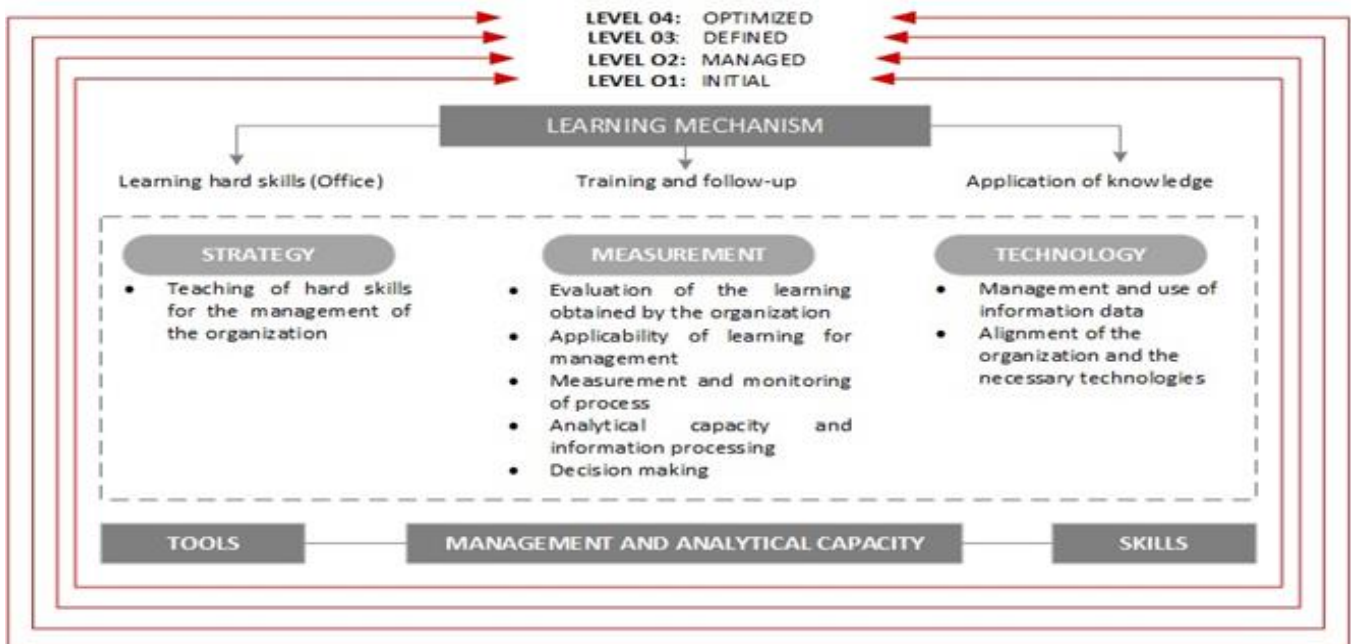 LEVEL 04: OPTIMIZED
LEVEL 03: DEFINED
LEVEL O2: MANAGED
LEVEL O1: INITIAL
LEARNING MECHANISM
Learning hard skills (Office)
Training and follow-up
Application of knowledge
STRATEGY
• Teaching of hard skills
for the management of
the organization
MEASUREMENT
• Evaluation of the learning
obtained by the organization
• Applicability of learning for
management
• Measurement and monitoring
of process
• Analytical capacity and
information processing
• Decision making
TECHNOLOGY
• Management and use of
information data
• Alignment of the
organization and the
necessary technologies
TOOLS
MANAGEMENT AND ANALYTICAL CAPACITY
SKILLS